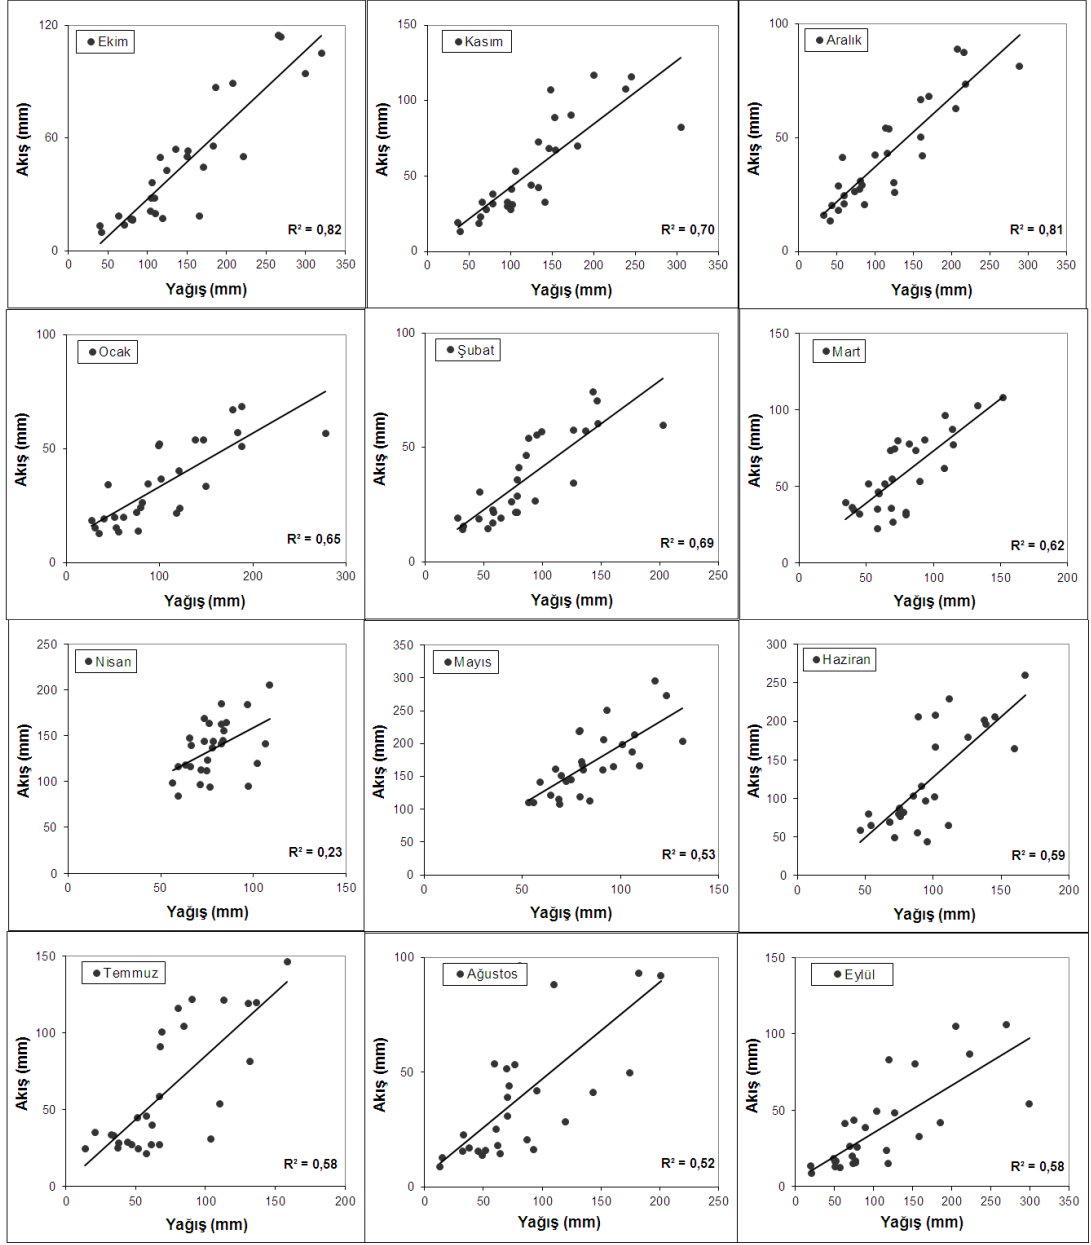 Ekim
120
60
0
Akış (mm)
R² = 0,82
0 50 100 150 200 250 300 350
Yağış (mm)
Kasım
150
100
50
0
Akış (mm)
R² = 0,70
0 50 100 150 200 250 300 350
Yağış (mm)
Aralık
100
50
0
Akış (mm)
R² = 0,81
0 50 100 150 200 250 300 350
Yağış (mm)
Ocak
100
50
0
Akış (mm)
R² = 0,65
0 100 200 300
Yağış (mm)
Şubat
100
50
0
Akış (mm)
R² = 0,69
0 50 100 150 200 250
Yağış (mm)
Mart
150
100
50
0
Akış (mm)
R² = 0,62
0 50 100 150 200
Yağış (mm)
Nisan
250
200
150
100
50
0
Akış (mm)
R² = 0,23
0 50 100 150
Yağış (mm)
Mayıs
350
300
250
200
150
100
50
0
Akış (mm)
R² = 0,53
0 50 100 150
Yağış (mm)
Haziran
300
250
200
150
100
50
0
Akış (mm)
R² = 0,59
0 50 100 150 200
Yağış (mm)
Temmuz
150
100
50
0
Akış (mm)
R² = 0,58
0 50 100 150 200
Yağış (mm)
Ağustos
100
50
0
Akış (mm)
R² = 0,52
0 50 100 150 200 250
Yağış (mm)
Eylül
150
100
50
0
Akış (mm)
R² = 0,58
0 50 100 150 200 250 300 350
Yağış (mm)